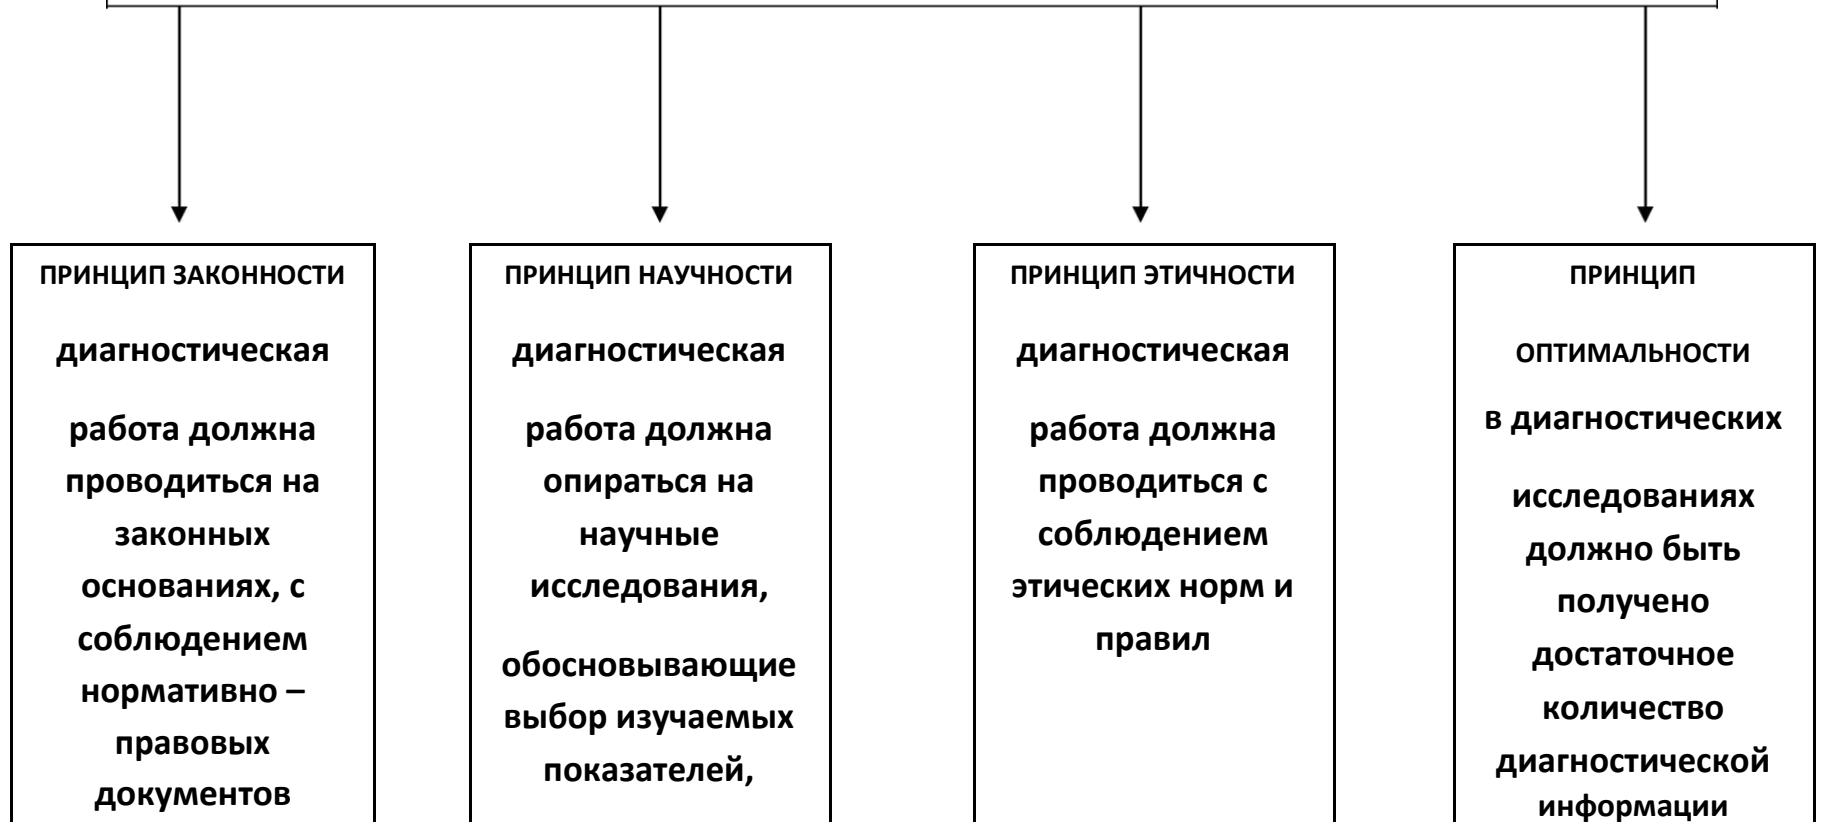 ПРИНЦИП ЗАКОННОСТИ
диагностическая
работа должна
проводиться на
законных
основаниях, с
соблюдением
нормативно –
правовых
документов
ПРИНЦИП НАУЧНОСТИ
диагностическая
работа должна
опираться на
научные
исследования,
обосновывающие
выбор изучаемых
показателей,
ПРИНЦИП ЭТИЧНОСТИ
диагностическая
работа должна
проводиться с
соблюдением
этических норм и
правил
ПРИНЦИП
ОПТИМАЛЬНОСТИ
в диагностических
исследованиях
должно быть
получено
достаточное
количество
диагностической
информации